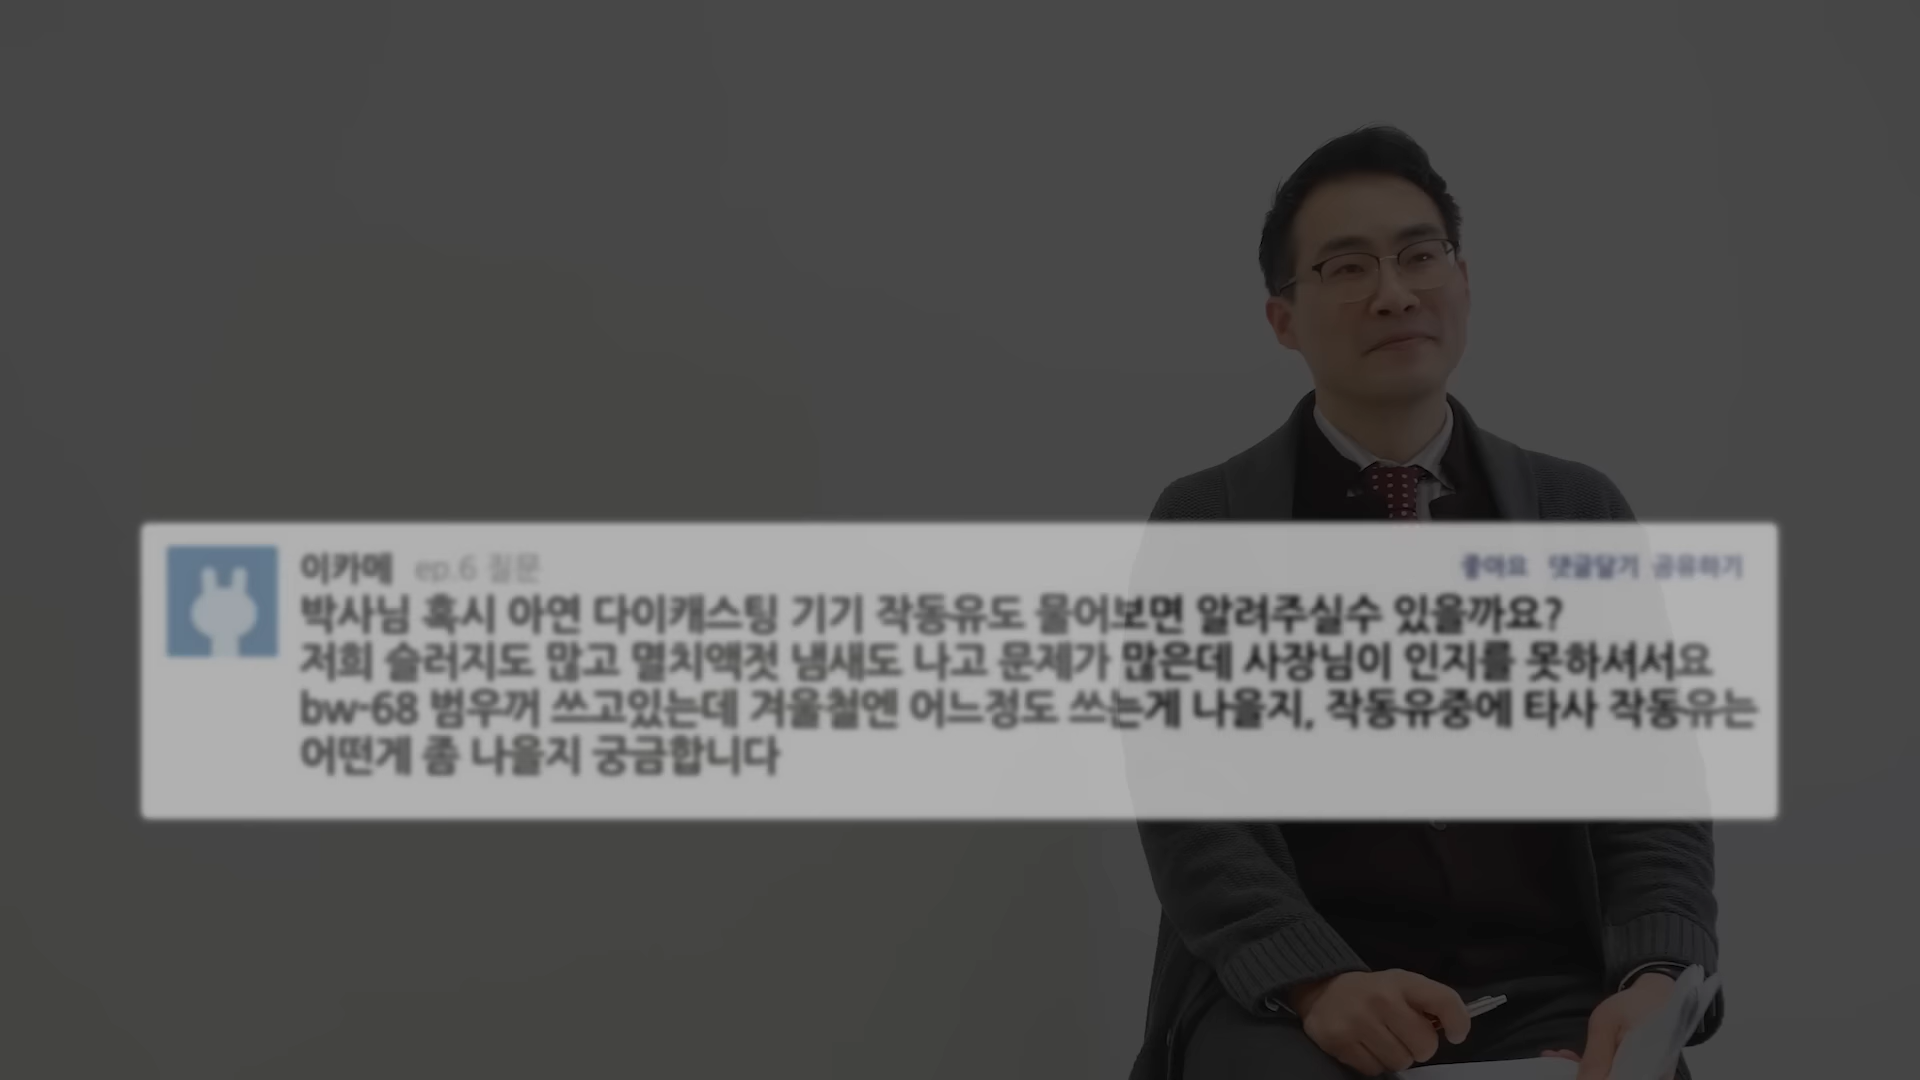 이카메 ep.6 질문
좋아요 댓글달기 공유하기
박사님 혹시 아연 다이캐스팅 기기 작동유도 물어보면 알려주실수 있을까요?
저희 슬러지도 많고 멸치액젓 냄새도 나고 문제가 많은데 사장님이 인지를 못하셔서요
bw-68 범우꺼 쓰고있는데 겨울철엔 어느정도 쓰는게 나을지, 작동유중에 타사 작동유는
어떤게 좀 나을지 궁금합니다